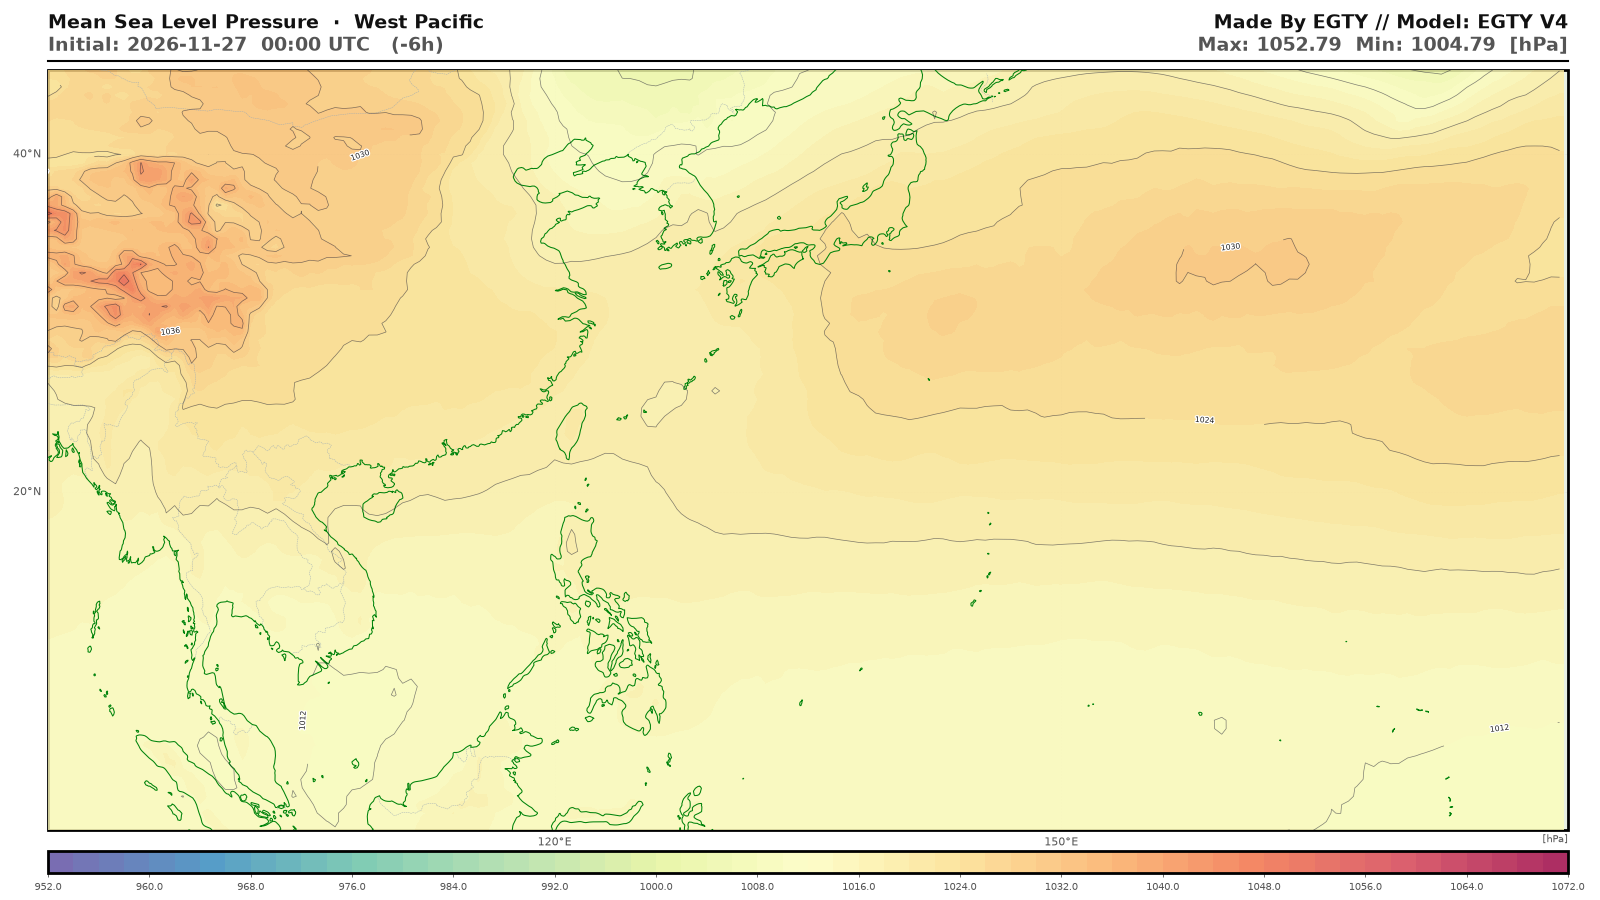 Mean Sea Level Pressure  ·  West Pacific
Made By EGTY // Model: EGTY V4
Initial: 2026-11-27  00:00 UTC   (-6h)
Max: 1052.79  Min: 1004.79  [hPa]
40°N
1030
1030
1036
1024
20°N
1012
1012
120°E
150°E
[hPa]
952.0 960.0 968.0 976.0 984.0 992.0 1000.0 1008.0 1016.0 1024.0 1032.0 1040.0 1048.0 1056.0 1064.0 1072.0